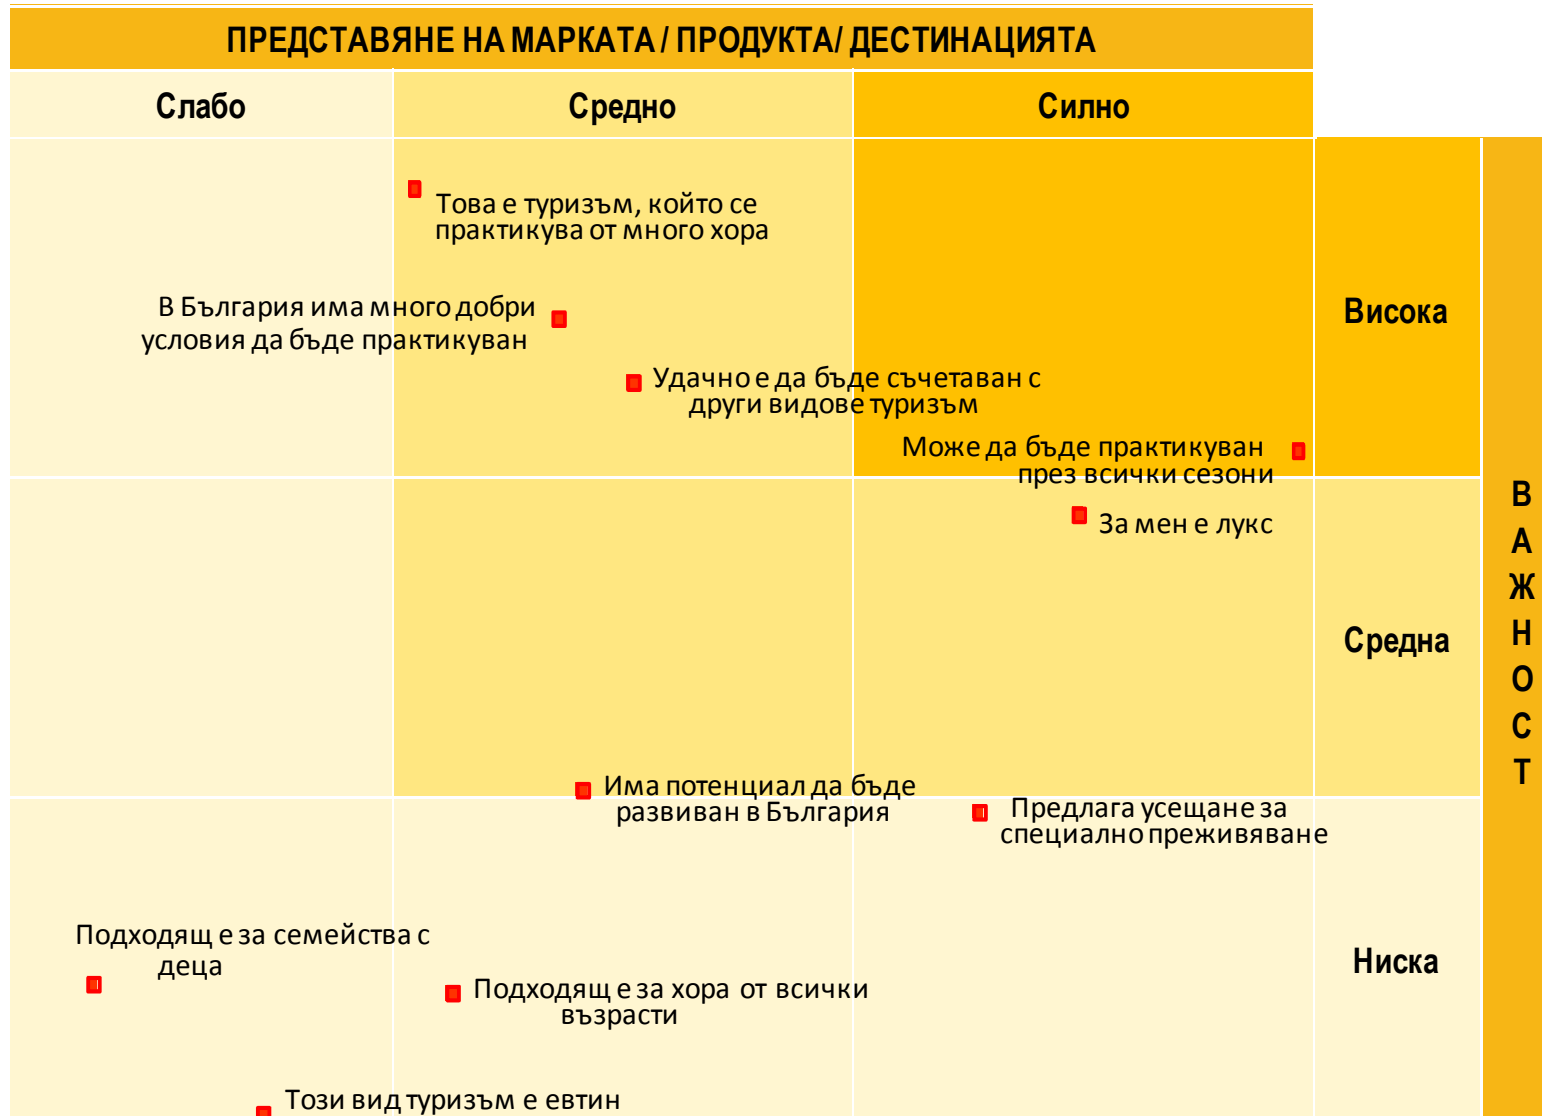 ПРЕДСТАВЯНЕ НА МАРКАТА / ПРОДУКТА/ ДЕСТИНАЦИЯТА
Слабо
Средно
Силно
Това е туризъм, който се
практикува от много хора
В България има много добри
условия да бъде практикуван
Удачно е да бъде съчетаван с
други видове туризъм
Може да бъде практикуван
през всички сезони
Висока
За мен е лукс
Средна
Има потенциал да бъде
развиван в България
Предлага усещане за
специално преживяване
Подходящ е за семейства с
деца
Подходящ е за хора от всички
възрасти
Ниска
Този вид туризъм е евтин
В
А
Ж
Н
О
С
Т